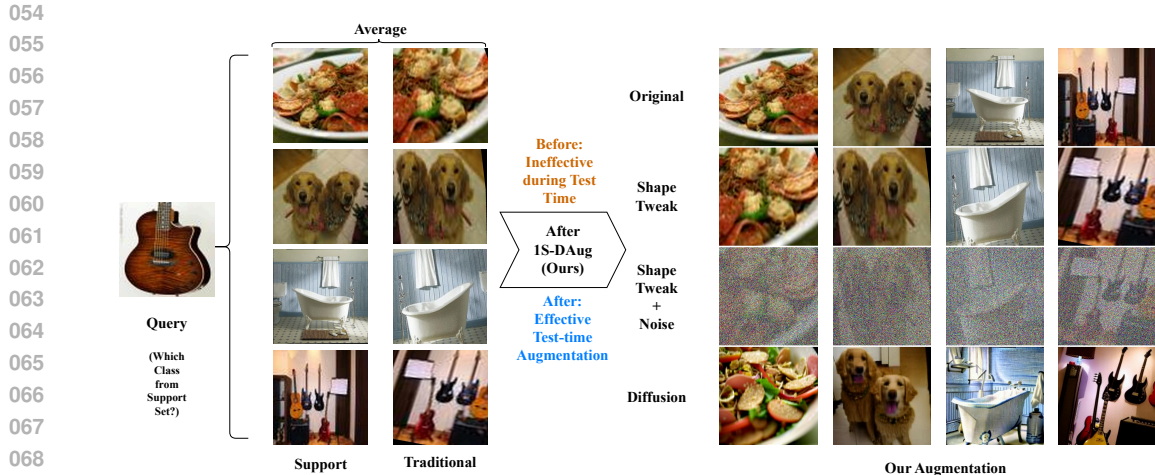 054
055
056
057
058
059
060
061
062
063
064
065
066
067
068
Average
Query
(Which
Class
from
Support
Set?)
Support
Traditional
Before:
Ineffective
during Test
Time
After
1S-DAug
(Ours)
After:
Effective
Test-time
Augmentation
Original
Shape
Tweak
Shape
Tweak
+
Noise
Diffusion
Our Augmentation